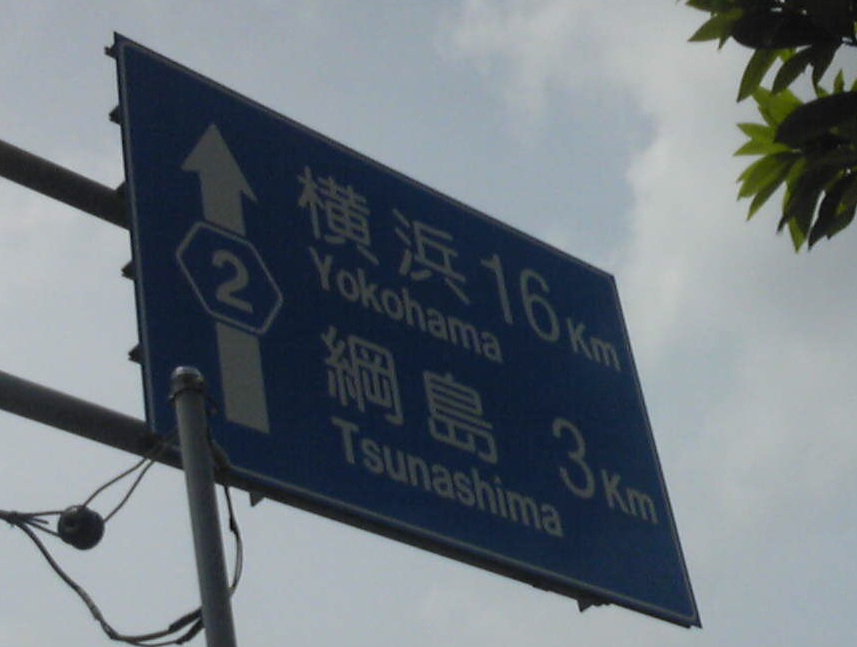 2
横浜 16 Km
Yokohama
綱島 3 Km
Tsunashima